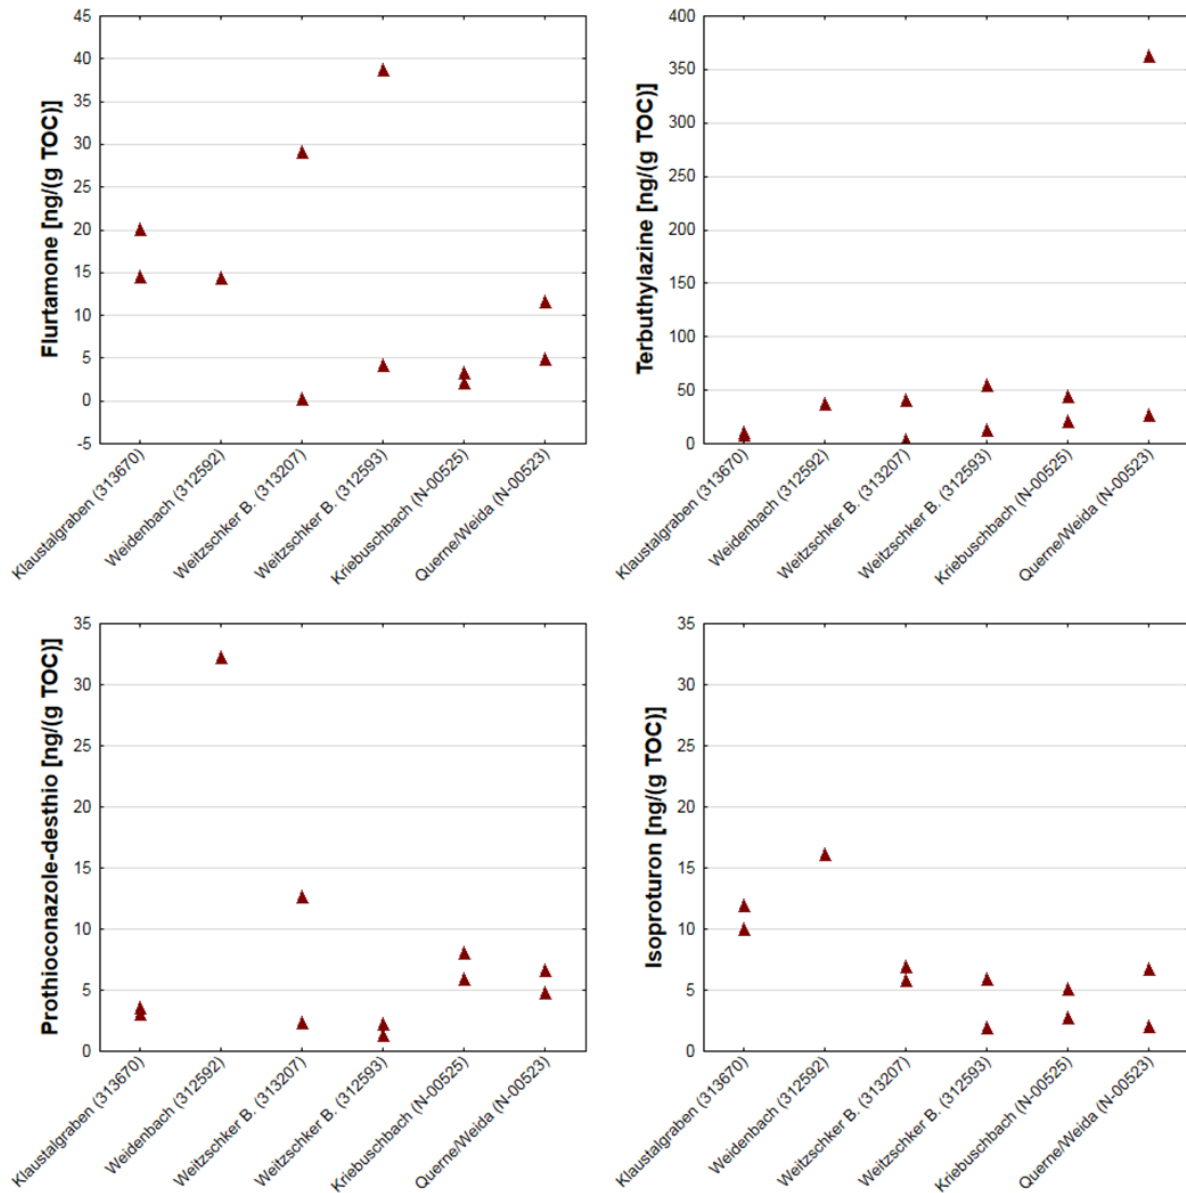 Flurtamone [ng/(g TOC)]
45
40
35
30
25
20
15
10
5
0
-5
Klaustalgraben (313670)
Weidenbach (312592)
Weitzschker B. (313207)
Weitzschker B. (312593)
Kriebuschbach (N-00525)
Querne/Weida (N-00523)
Terbuthylazine [ng/(g TOC)]
400
350
300
250
200
150
100
50
0
Klaustalgraben (313670)
Weidenbach (312592)
Weitzschker B. (313207)
Weitzschker B. (312593)
Kriebuschbach (N-00525)
Querne/Weida (N-00523)
Prothioconazole-desthio [ng/(g TOC)]
35
30
25
20
15
10
5
0
Klaustalgraben (313670)
Weidenbach (312592)
Weitzschker B. (313207)
Weitzschker B. (312593)
Kriebuschbach (N-00525)
Querne/Weida (N-00523)
Isoproturon [ng/(g TOC)]
35
30
25
20
15
10
5
0
Klaustalgraben (313670)
Weidenbach (312592)
Weitzschker B. (313207)
Weitzschker B. (312593)
Kriebuschbach (N-00525)
Querne/Weida (N-00523)